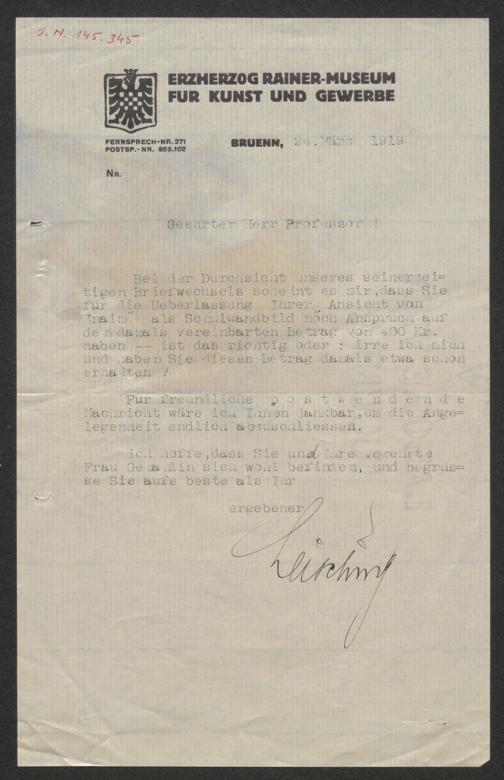 J. N. 145.345
ERZHERZOG RAINER-MUSEUM
FUR KUNST UND GEWERBE
FERNSPRECH-NR. 271
POSTSP.-NR. 853.102
BRUENN, 24. März 1919
NR.
Geehrter Herr Professor !
Bei der Durchsicht unseres seinerzei=
tigen Briefwechsels scheint es mir,dass Sie
für die Ueberlassung Ihrer „Ansicht von
Znaim" als Schulwandbild noch Anspruch auf
den damals vereinbarten Betrag von 400 Kr.
haben -- ist das richtig oder : irre ich mich
und haben Sie diesen Betrag damals etwa schon
erhalten ?
Für freundliche p o s t w e n d e n d e
Nachricht wäre ich Ihnen dankbar,um die Ange=
legenheit endlich abzuschliessen.
Ich hoffe,dass Sie und Ihre verehrte
Frau Gemahlin sich wohl befinden, und begrüs=
se Sie aufs beste als Ihr
ergebener
Leisching